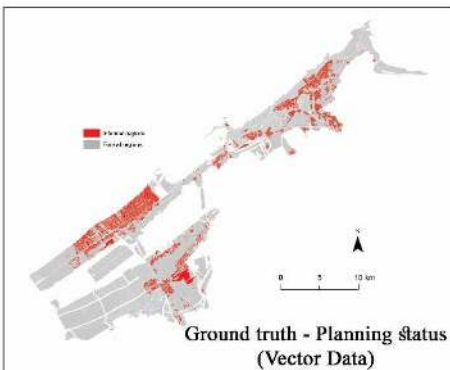 Informal regions
Formal regions
N
0 5 10 km
Ground truth - Planning status
(Vector Data)